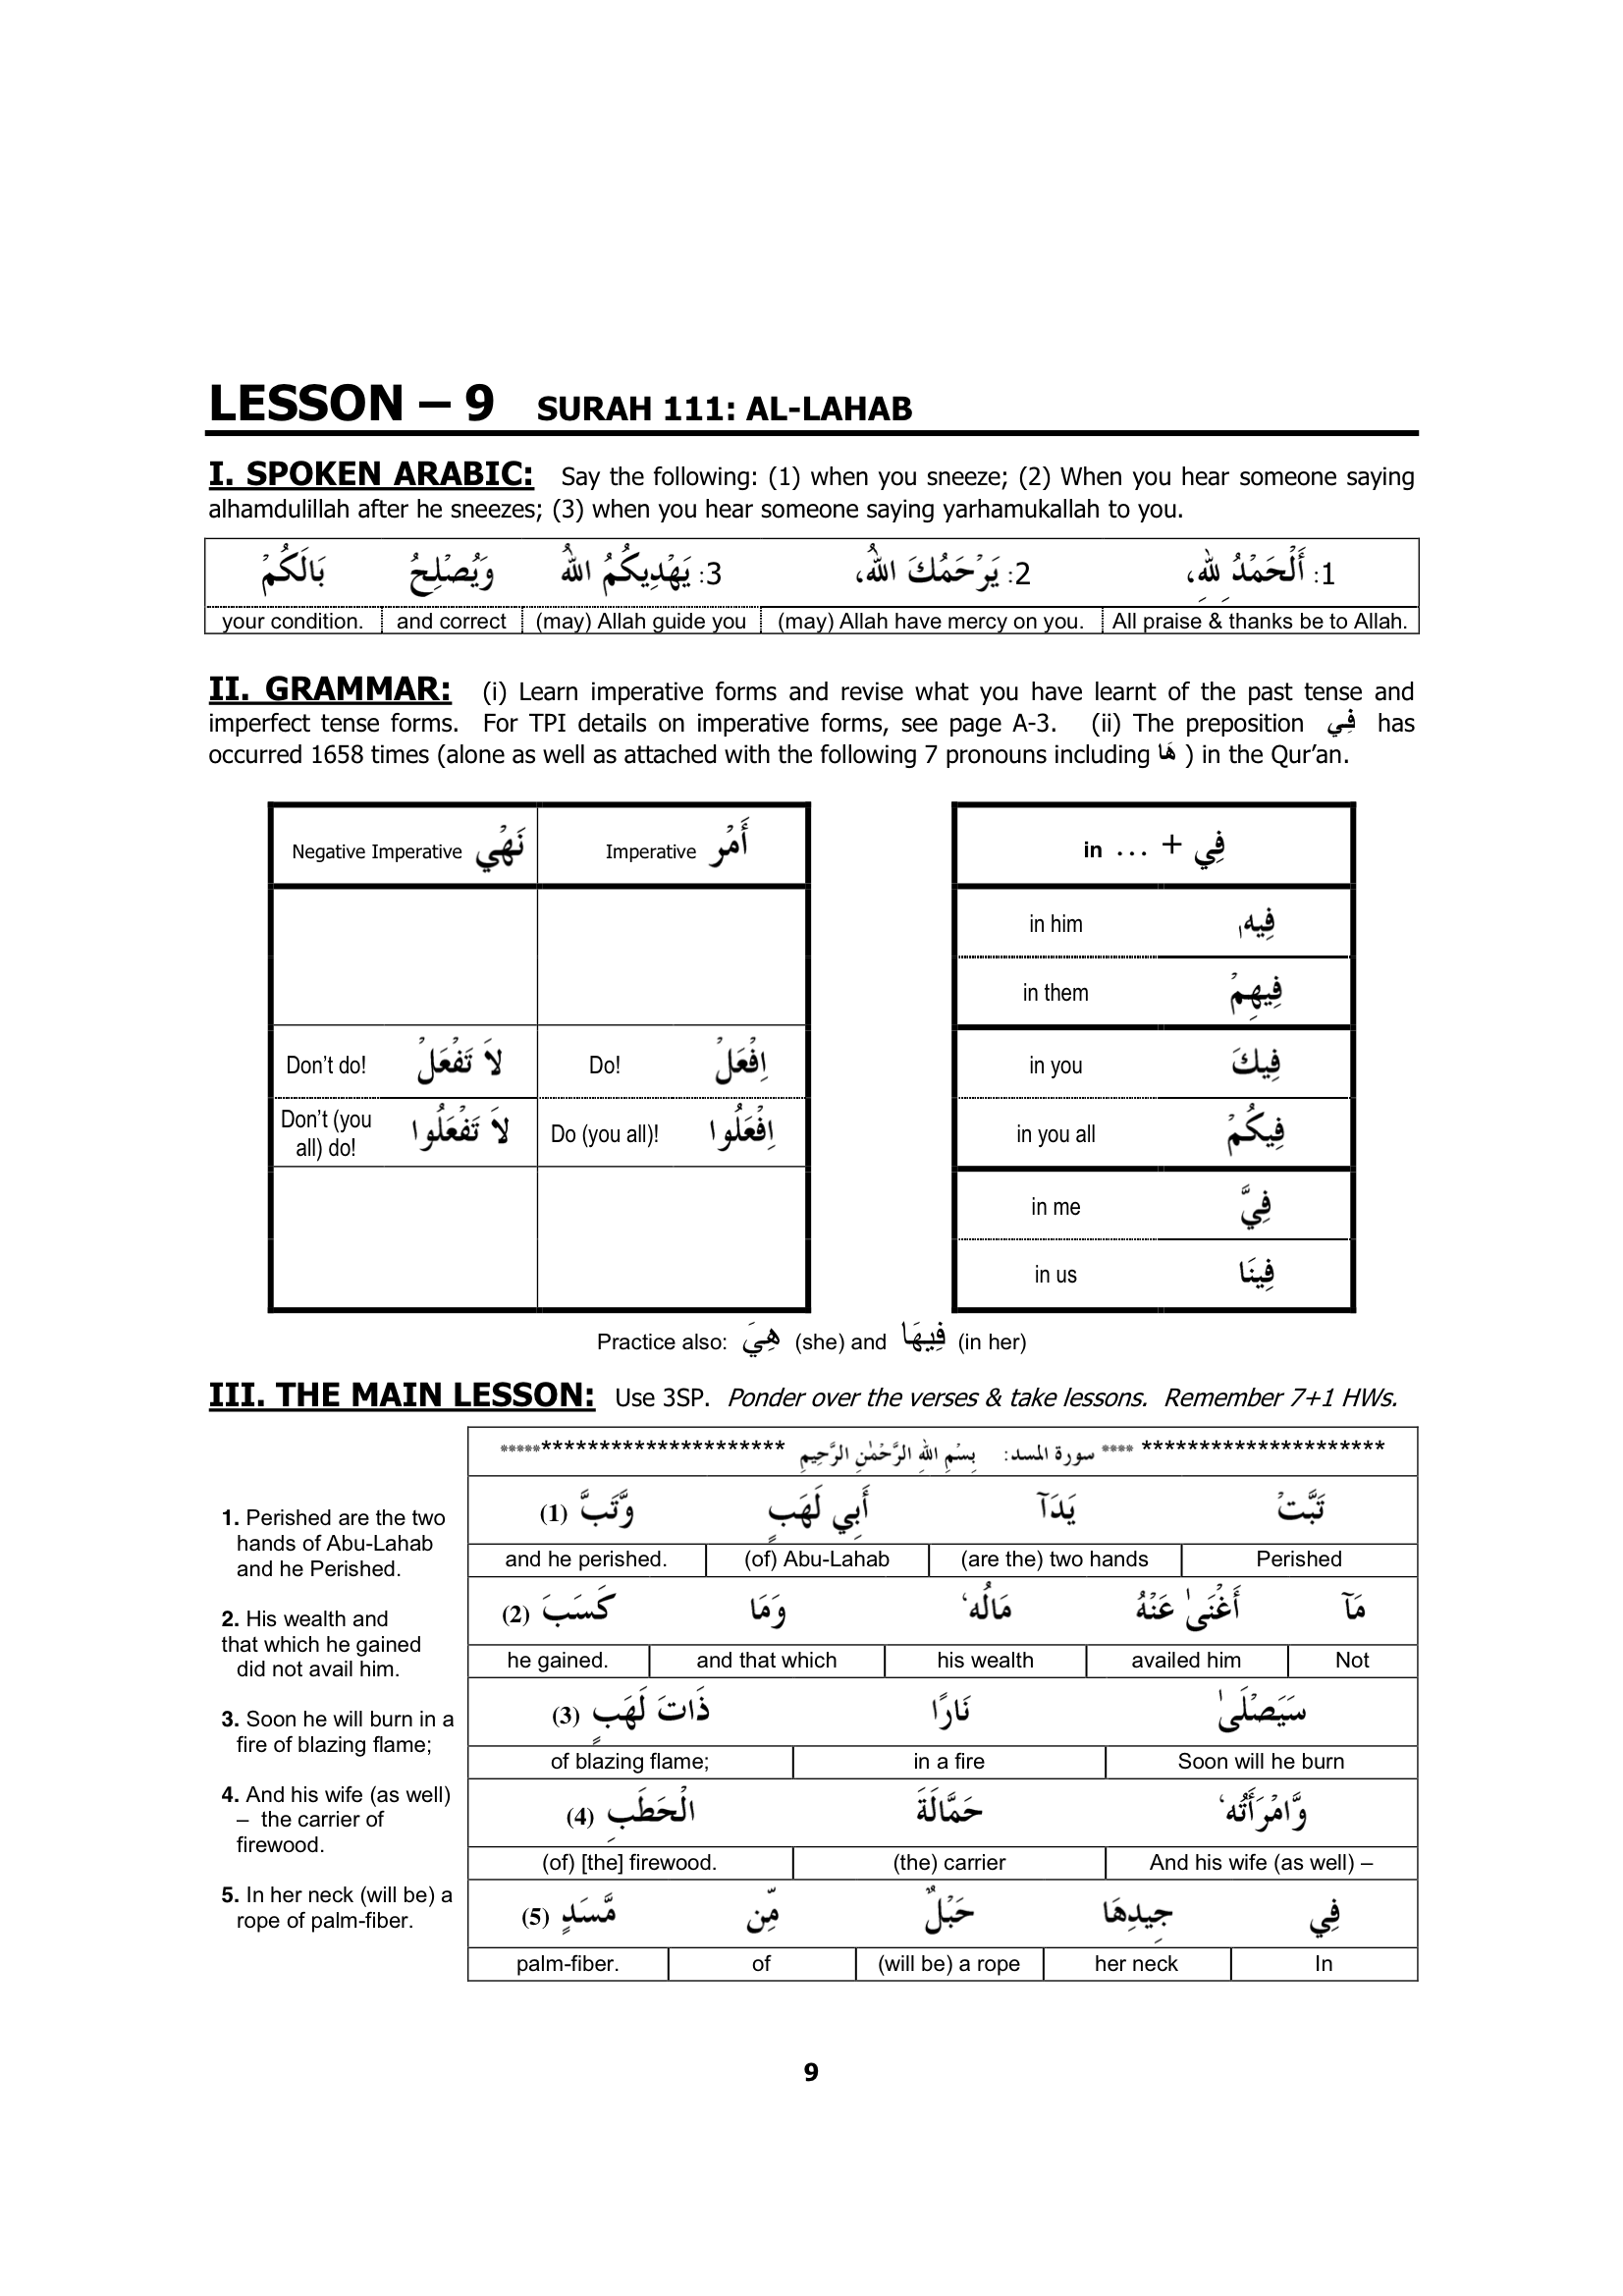 LESSON – 9 SURAH 111: AL-LAHAB
I. SPOKEN ARABIC: Say the following: (1) when you sneeze; (2) When you hear someone saying
alhamdulillah after he sneezes; (3) when you hear someone saying yarhamukallah to you.
1: أَلْحَمْدُ لِلّٰهِ، 2: يَرْحَمُكَ اللهُ، 3: يَهْدِيكُمُ اللهُ وَيُصْلِحُ بَالَكُمْ
your condition. and correct (may) Allah guide you (may) Allah have mercy on you. All praise & thanks be to Allah.
II. GRAMMAR: (i) Learn imperative forms and revise what you have learnt of the past tense and
imperfect tense forms. For TPI details on imperative forms, see page A-3. (ii) The preposition فِي has
occurred 1658 times (alone as well as attached with the following 7 pronouns including هَا ) in the Qur’an.
Negative Imperative نَهْي Imperative أَمْر
Don’t do! لاَ تَفْعَلْ Do! اِفْعَلْ
Don’t (you
all) do! لاَ تَفْعَلُوا Do (you all)! اِفْعَلُوا
in … + فِي
in him فِيهِ
in them فِيهِمْ
in you فِيكَ
in you all فِيكُمْ
in me فِيَّ
in us فِينَا
Practice also: هِيَ (she) and فِيهَا (in her)
III. THE MAIN LESSON: Use 3SP. Ponder over the verses & take lessons. Remember 7+1 HWs.
1. Perished are the two
hands of Abu-Lahab
and he Perished.
2. His wealth and
that which he gained
did not avail him.
3. Soon he will burn in a
fire of blazing flame;
4. And his wife (as well)
– the carrier of
firewood.
5. In her neck (will be) a
rope of palm-fiber.
********************* **** سورة المسد: بِسْمِ اللهِ الرَّحْمٰنِ الرَّحِيمِ **************************
تَبَّتْ يَدَآ أَبِي لَهَبٍ وَّتَبَّ (1)
and he perished. (of) Abu-Lahab (are the) two hands Perished
مَآ أَغْنَىٰ عَنْهُ مَالُهٗ وَمَا كَسَبَ (2)
he gained. and that which his wealth availed him Not
سَيَصْلَىٰ نَارًا ذَاتَ لَهَبٍ (3)
of blazing flame; in a fire Soon will he burn
وَّامْرَأَتُهٗ حَمَّالَةَ الْحَطَبِ (4)
(of) [the] firewood. (the) carrier And his wife (as well) –
فِي جِيدِهَا حَبْلٌ مِّن مَّسَدٍ (5)
palm-fiber. of (will be) a rope her neck In
9